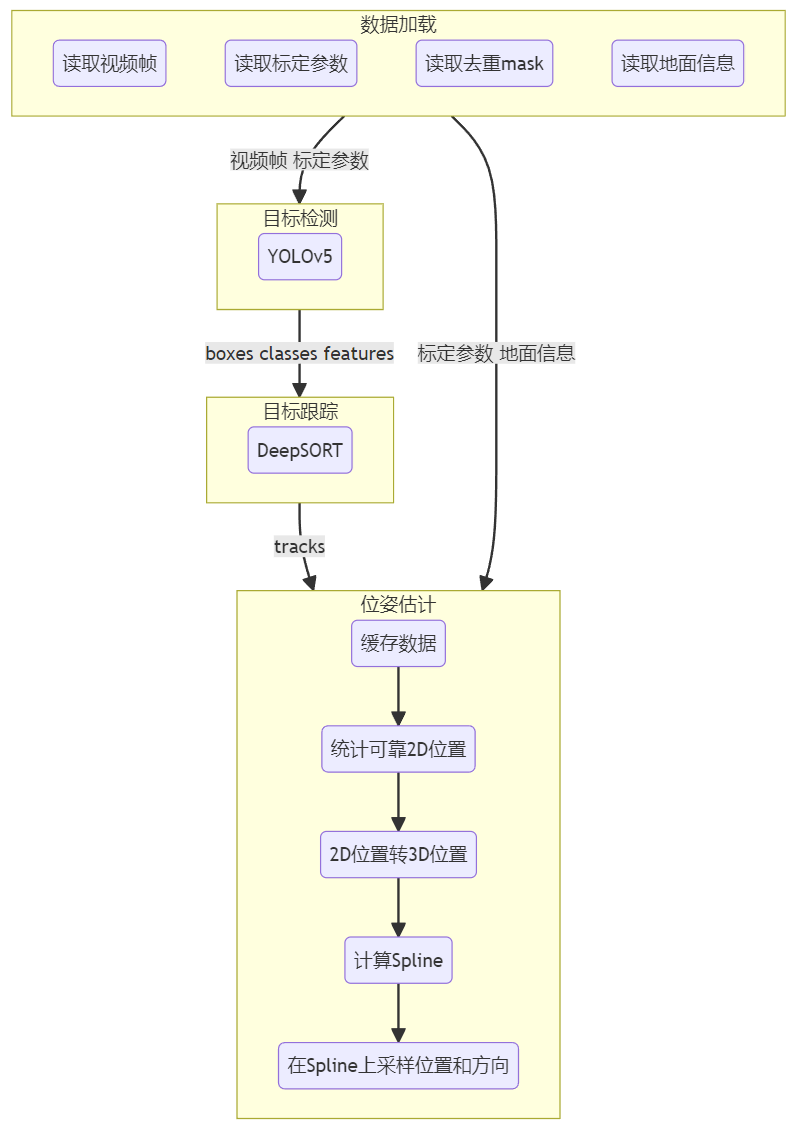 数据加载
读取视频帧
读取标定参数
读取去重mask
读取地面信息
视频帧 标定参数
目标检测
YOLOv5
boxes classes features
标定参数 地面信息
目标跟踪
DeepSORT
tracks
位姿估计
缓存数据
统计可靠2D位置
2D位置转3D位置
计算Spline
在Spline上采样位置和方向